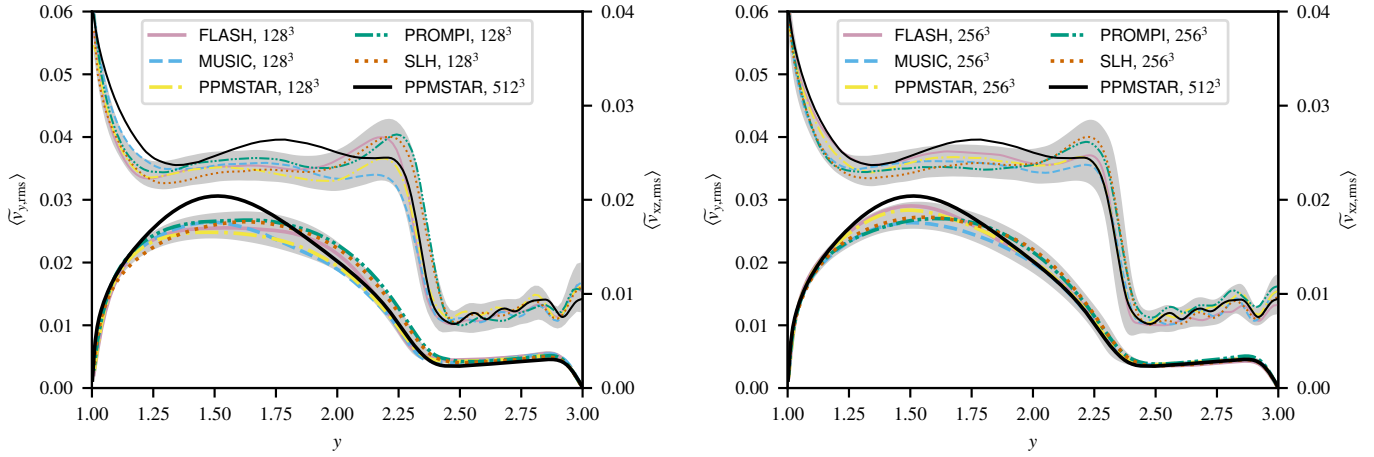 0.06
0.05
0.04
0.03
0.02
0.01
0.00
⟨ṽ_y,rms⟩
FLASH, 128³
MUSIC, 128³
PPMSTAR, 128³
PROMPI, 128³
SLH, 128³
PPMSTAR, 512³
0.04
0.03
0.02
0.01
0.00
⟨ṽ_xz,rms⟩
1.00 1.25 1.50 1.75 2.00 2.25 2.50 2.75 3.00
y
0.06
0.05
0.04
0.03
0.02
0.01
0.00
⟨ṽ_y,rms⟩
FLASH, 256³
MUSIC, 256³
PPMSTAR, 256³
PROMPI, 256³
SLH, 256³
PPMSTAR, 512³
0.04
0.03
0.02
0.01
0.00
⟨ṽ_xz,rms⟩
1.00 1.25 1.50 1.75 2.00 2.25 2.50 2.75 3.00
y